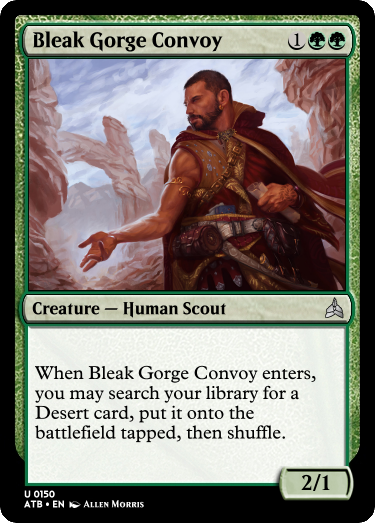 Bleak Gorge Convoy 1
Creature — Human Scout
When Bleak Gorge Convoy enters,
you may search your library for a
Desert card, put it onto the
battlefield tapped, then shuffle.
2/1
U 0150
ATB • EN Allen Morris